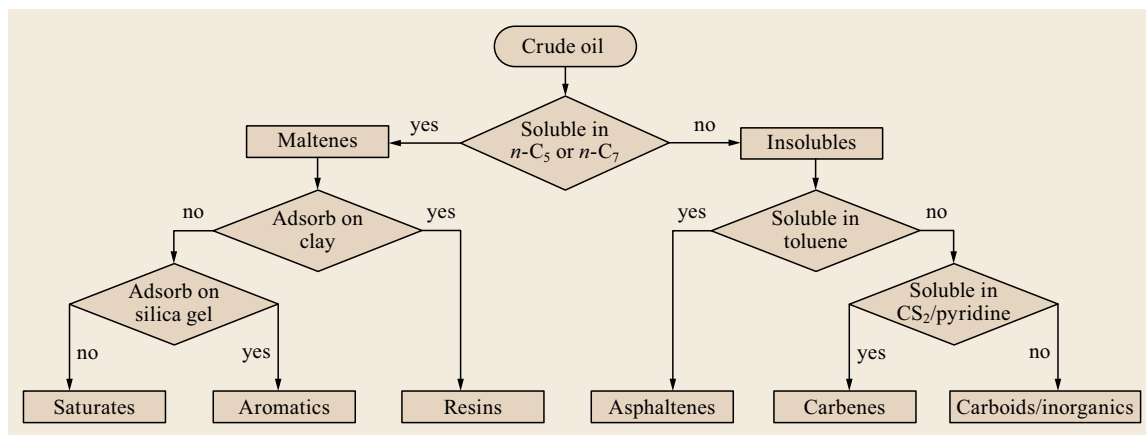 Crude oil
yes
Soluble in
n-C₅ or n-C₇
no
Maltenes
Insolubles
no
Adsorb on
clay
yes
yes
Soluble in
toluene
no
Adsorb on
silica gel
Soluble in
CS₂/pyridine
no
yes
yes
no
Saturates
Aromatics
Resins
Asphaltenes
Carbenes
Carboids/inorganics